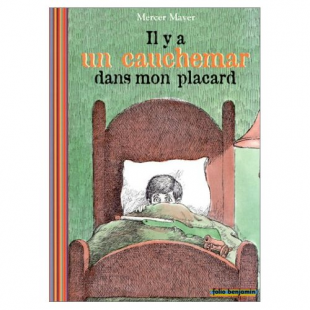 Mercer Mayer
Il y a
un cauchemar
dans mon placard
folio benjamin